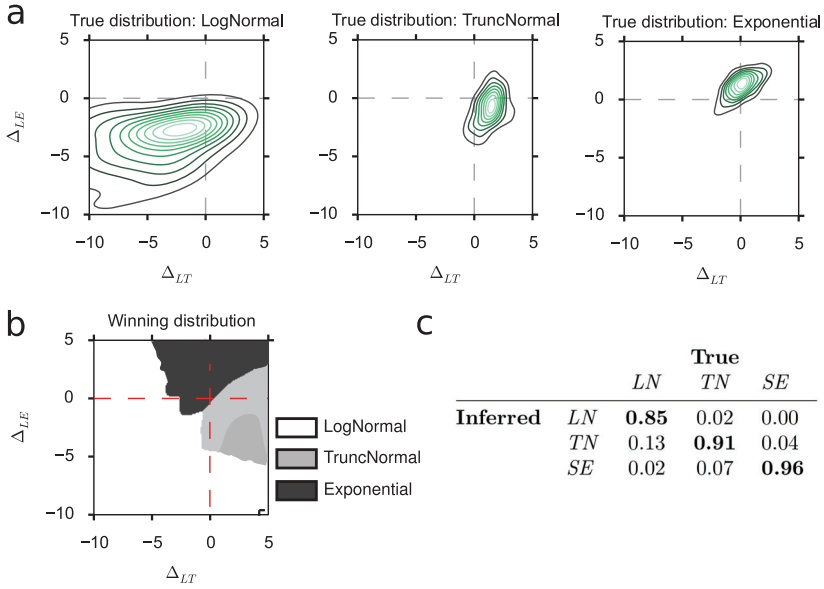 a
True distribution: LogNormal
True distribution: TruncNormal
True distribution: Exponential
5
0
−5
−10
Δ_LE
−10 −5 0 5
Δ_LT
5
0
−5
−10
−10 −5 0 5
Δ_LT
5
0
−5
−10
−10 −5 0 5
Δ_LT
b
Winning distribution
5
0
−5
−10
Δ_LE
−10 −5 0 5
Δ_LT
LogNormal
TruncNormal
Exponential
c
True
LN TN SE
Inferred LN 0.85 0.02 0.00
TN 0.13 0.91 0.04
SE 0.02 0.07 0.96